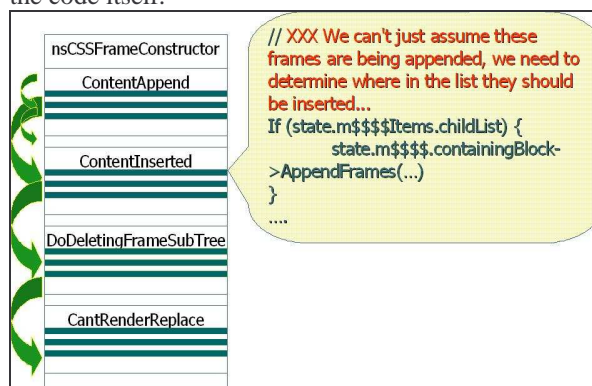 the code itself.
nsCSSFrameConstructor
ContentAppend
ContentInserted
DoDeletingFrameSubTree
CantRenderReplace
// XXX We can't just assume these
frames are being appended, we need to
determine where in the list they should
be inserted...
If (state.m$$$$Items.childList) {
state.m$$$$.containingBlock-
>AppendFrames(...)
}
....